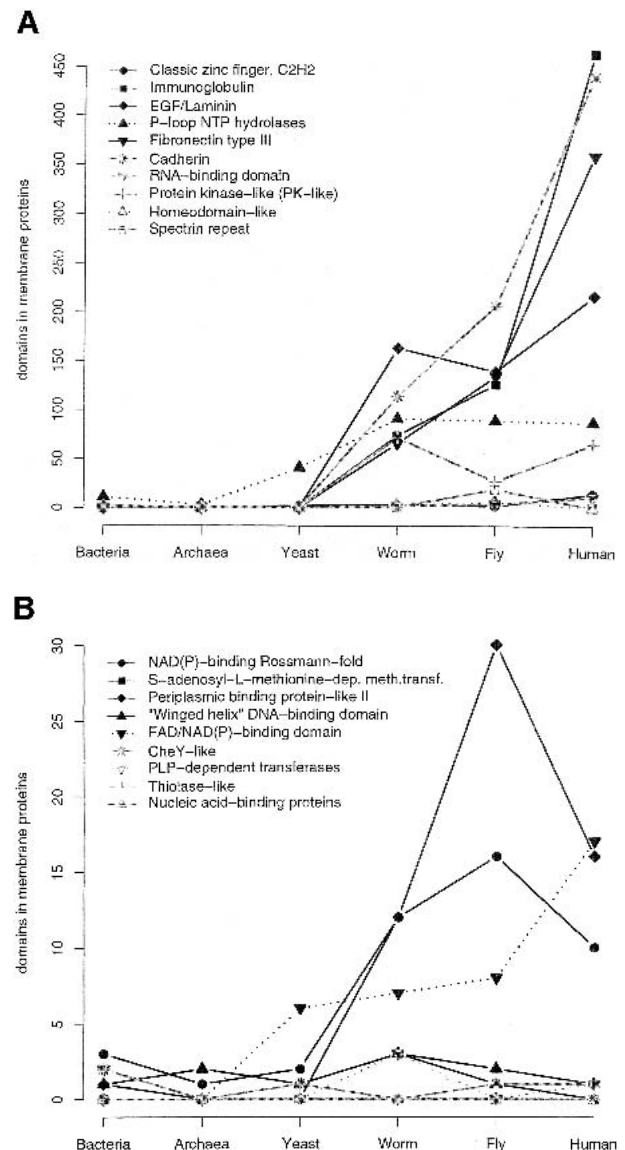 A
domains in membrane proteins
450
400
350
300
250
200
150
100
50
0
Classic zinc finger, C2H2
Immunoglobulin
EGF/Laminin
P-loop NTP hydrolases
Fibronectin type III
Cadherin
RNA-binding domain
Protein kinase-like (PK-like)
Homeodomain-like
Spectrin repeat
Bacteria Archaea Yeast Worm Fly Human
B
domains in membrane proteins
30
25
20
15
10
5
0
NAD(P)-binding Rossmann-fold
S-adenosyl-L-methionine-dep. meth.transf.
Periplasmic binding protein-like II
"Winged helix" DNA-binding domain
FAD/NAD(P)-binding domain
CheY-like
PLP-dependent transferases
Thiolase-like
Nucleic acid-binding proteins
Bacteria Archaea Yeast Worm Fly Human